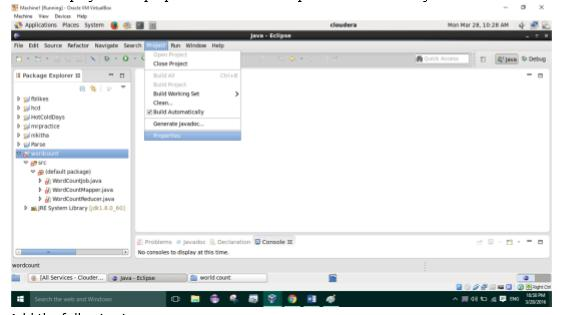 Machine1 [Running] - Oracle VM VirtualBox
Machine View Devices Help
Applications Places System cloudera Mon Mar 28, 10:28 AM
Java - Eclipse
File Edit Source Refactor Navigate Search Project Run Window Help
Open Project
Close Project
Quick Access Java Debug
Package Explorer
Build All Ctrl+B
Build Project
Build Working Set
Clean...
Build Automatically
Generate Javadoc...
Properties
fblikes
hcd
HotColdDays
mrpractice
nikitha
Parse
wordcount
src
(default package)
WordCountJob.java
WordCountMapper.java
WordCountReducer.java
JRE System Library [jdk1.8.0_60]
Problems Javadoc Declaration Console
No consoles to display at this time.
wordcount
[All Services - Clouder... Java - Eclipse world count
Right Ctrl
Search the web and Windows
ENG 10:58 PM
3/28/2016